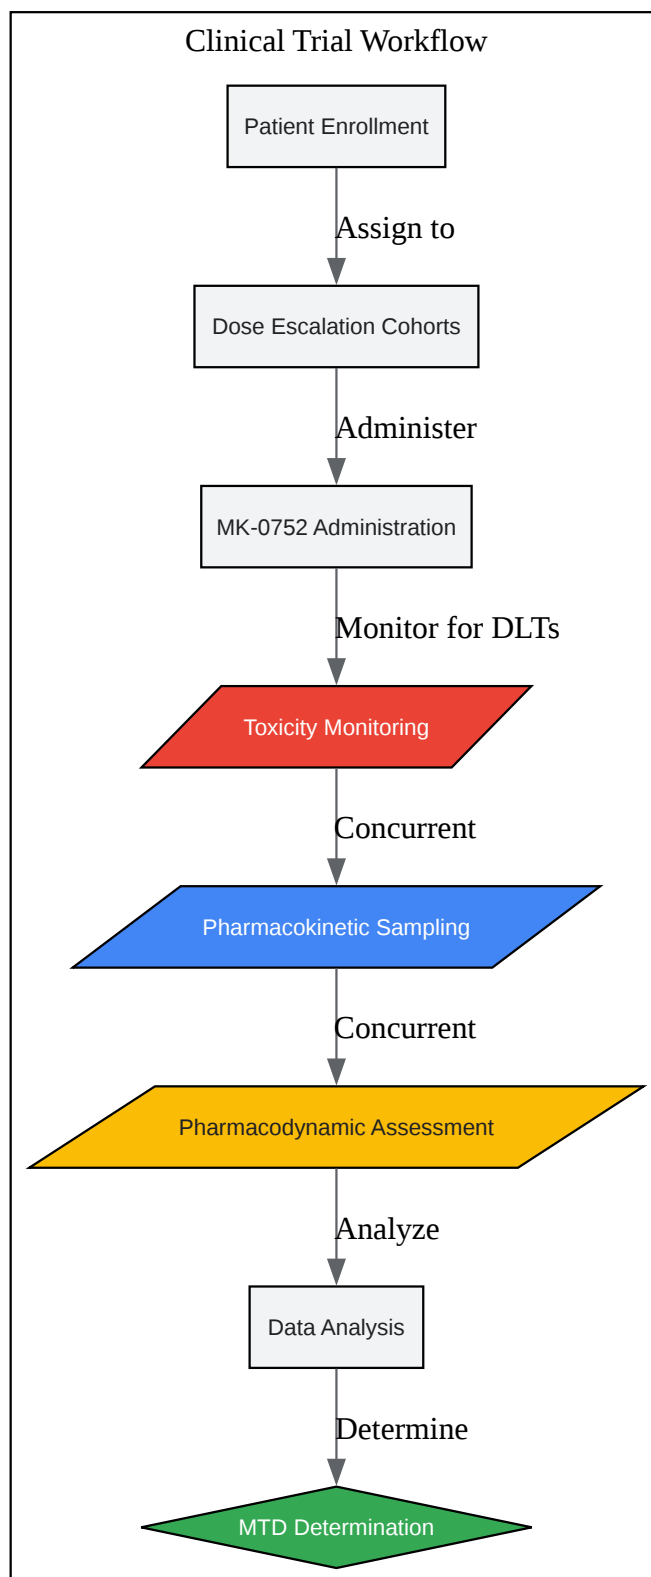 Clinical Trial Workflow
Patient Enrollment
Assign to
Dose Escalation Cohorts
Administer
MK-0752 Administration
Monitor for DLTs
Toxicity Monitoring
Concurrent
Pharmacokinetic Sampling
Concurrent
Pharmacodynamic Assessment
Analyze
Data Analysis
Determine
MTD Determination